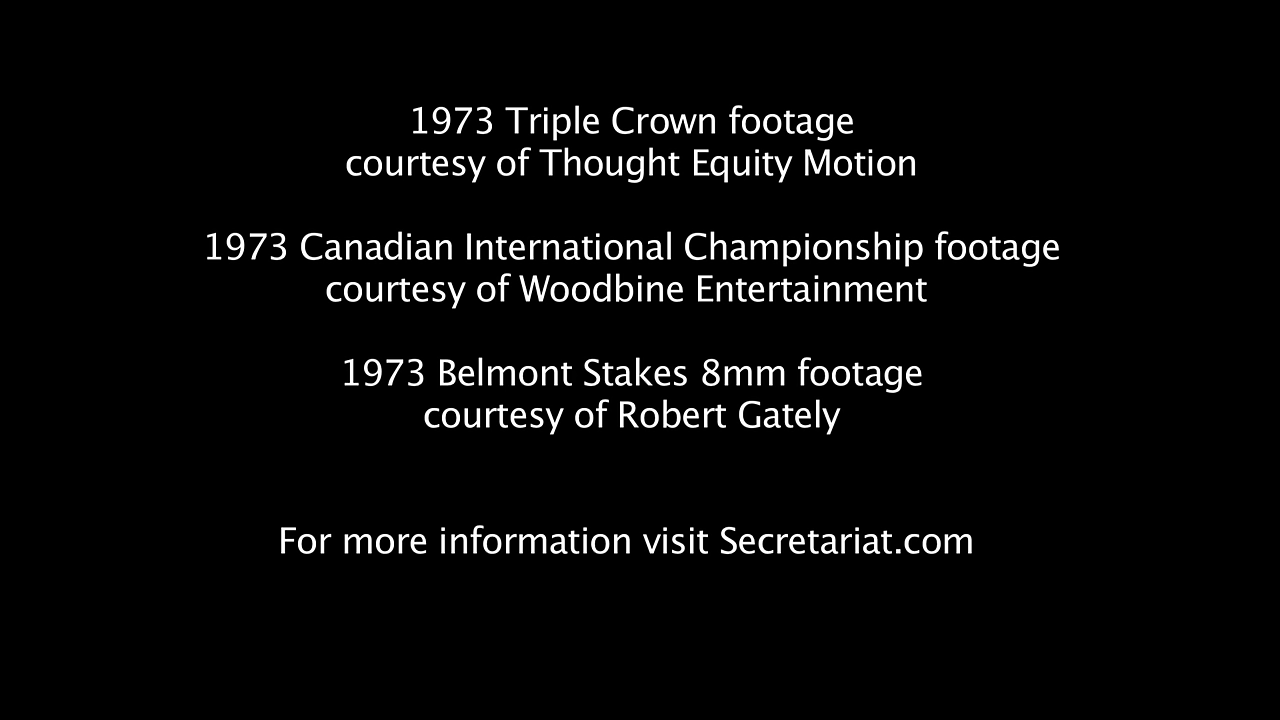 1973 Triple Crown footage
courtesy of Thought Equity Motion
1973 Canadian International Championship footage
courtesy of Woodbine Entertainment
1973 Belmont Stakes 8mm footage
courtesy of Robert Gately
For more information visit Secretariat.com